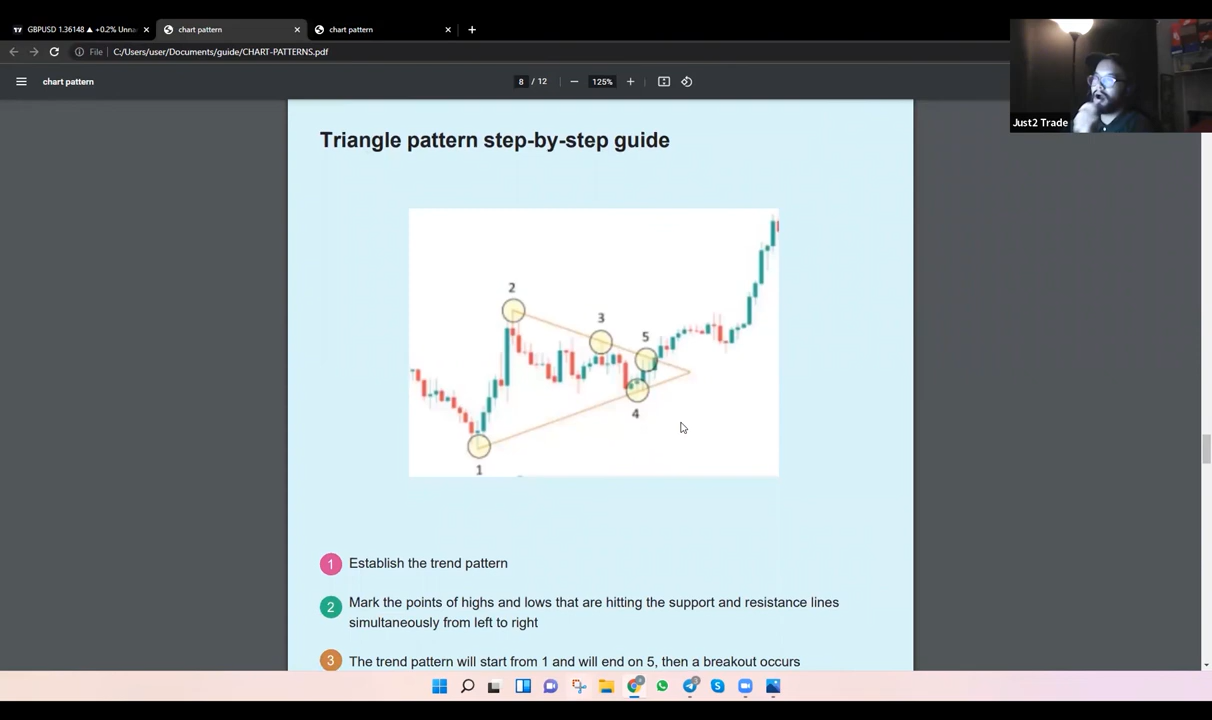 GBPUSD 1.36148 ▲ +0.2% Unna
chart pattern
chart pattern
File
C:/Users/user/Documents/guide/CHART-PATTERNS.pdf
chart pattern
8 / 12
125%
Just2 Trade
Triangle pattern step-by-step guide
2
3
5
4
1
1 Establish the trend pattern
2 Mark the points of highs and lows that are hitting the support and resistance lines
simultaneously from left to right
3 The trend pattern will start from 1 and will end on 5, then a breakout occurs